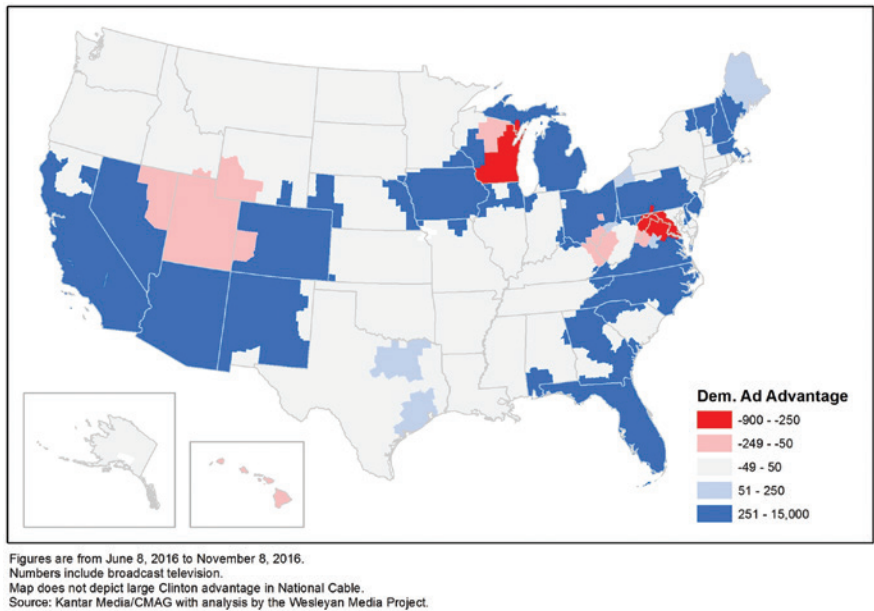 Dem. Ad Advantage
-900 - -250
-249 - -50
-49 - 50
51 - 250
251 - 15,000
Figures are from June 8, 2016 to November 8, 2016.
Numbers include broadcast television.
Map does not depict large Clinton advantage in National Cable.
Source: Kantar Media/CMAG with analysis by the Wesleyan Media Project.